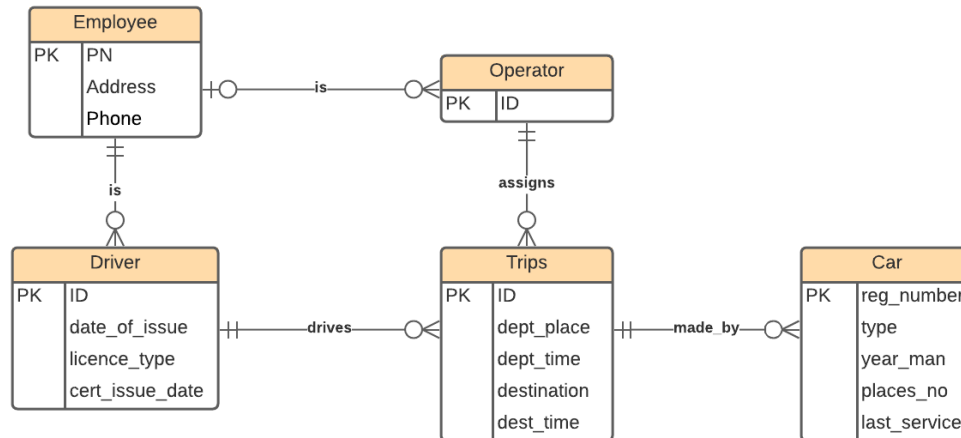 Employee
PK PN
Address
Phone
is
Operator
PK ID
is
assigns
Driver
PK ID
date_of_issue
licence_type
cert_issue_date
drives
Trips
PK ID
dept_place
dept_time
destination
dest_time
made_by
Car
PK reg_number
type
year_man
places_no
last_service